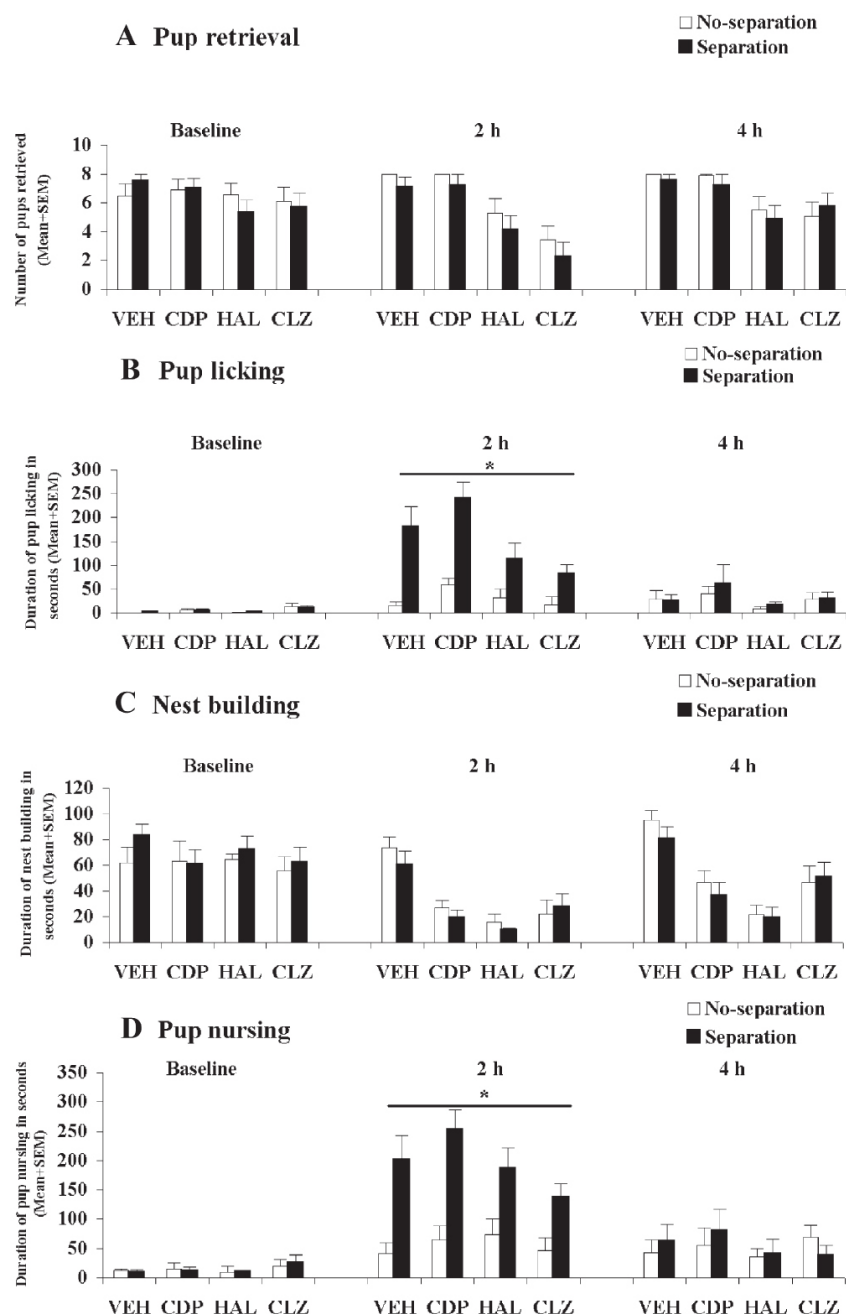 A Pup retrieval
No-separation
Separation
Baseline 2 h 4 h
Number of pups retrieved
(Mean+SEM)
10
8
6
4
2
0
VEH CDP HAL CLZ VEH CDP HAL CLZ VEH CDP HAL CLZ
B Pup licking
No-separation
Separation
Baseline 2 h 4 h
*
Duration of pup licking in
seconds (Mean+SEM)
300
250
200
150
100
50
0
VEH CDP HAL CLZ VEH CDP HAL CLZ VEH CDP HAL CLZ
C Nest building
No-separation
Separation
Baseline 2 h 4 h
Duration of nest building in
seconds (Mean+SEM)
120
100
80
60
40
20
0
VEH CDP HAL CLZ VEH CDP HAL CLZ VEH CDP HAL CLZ
D Pup nursing
No-separation
Separation
Baseline 2 h 4 h
*
Duration of pup nursing in seconds
(Mean+SEM)
350
300
250
200
150
100
50
0
VEH CDP HAL CLZ VEH CDP HAL CLZ VEH CDP HAL CLZ